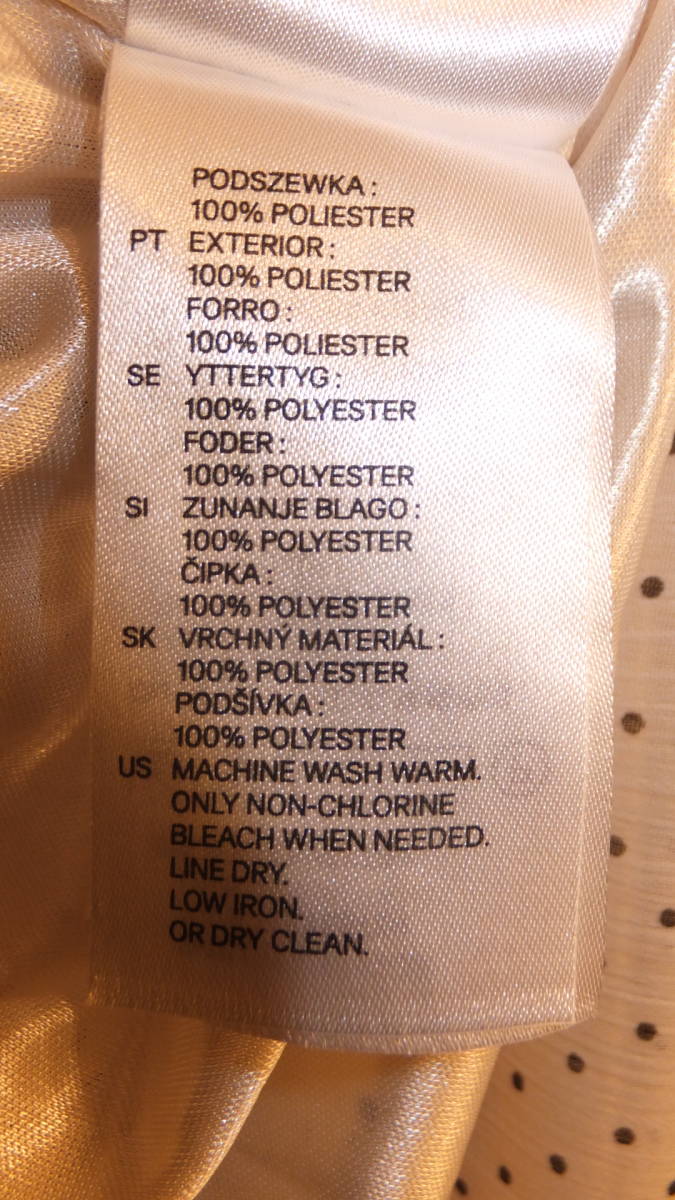 PODSZEWKA :
100% POLIESTER
PT EXTERIOR :
100% POLIESTER
FORRO :
100% POLIESTER
SE YTTERTYG :
100% POLYESTER
FODER :
100% POLYESTER
SI ZUNANJE BLAGO :
100% POLYESTER
ČIPKA :
100% POLYESTER
SK VRCHNÝ MATERIÁL :
100% POLYESTER
PODŠÍVKA :
100% POLYESTER
US MACHINE WASH WARM.
ONLY NON-CHLORINE
BLEACH WHEN NEEDED.
LINE DRY.
LOW IRON.
OR DRY CLEAN.